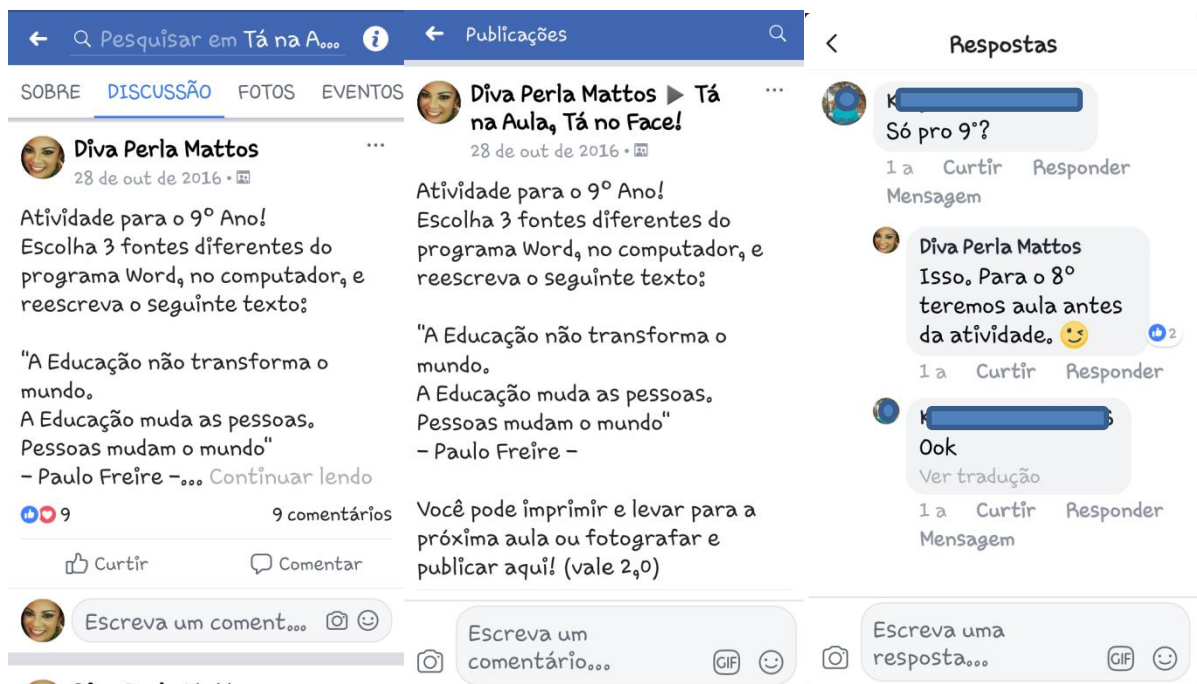 Pesquisar em Tá na A...
SOBRE DISCUSSÃO FOTOS EVENTOS
Diva Perla Mattos
28 de out de 2016 •
Atividade para o 9º Ano!
Escolha 3 fontes diferentes do
programa Word, no computador, e
reescreva o seguinte texto:
"A Educação não transforma o
mundo.
A Educação muda as pessoas.
Pessoas mudam o mundo"
– Paulo Freire –... Continuar lendo
9 9 comentários
Curtir Comentar
Escreva um coment...
Publicações
Diva Perla Mattos ▶ Tá
na Aula, Tá no Face!
28 de out de 2016 •
Atividade para o 9º Ano!
Escolha 3 fontes diferentes do
programa Word, no computador, e
reescreva o seguinte texto:
"A Educação não transforma o
mundo.
A Educação muda as pessoas.
Pessoas mudam o mundo"
– Paulo Freire –
Você pode imprimir e levar para a
próxima aula ou fotografar e
publicar aqui! (vale 2,0)
Escreva um
comentário...
GIF
Respostas
K
Só pro 9°?
1 a Curtir Responder
Mensagem
Diva Perla Mattos
Isso. Para o 8º
teremos aula antes
da atividade. 😉
2
1 a Curtir Responder
K S
Ook
Ver tradução
1 a Curtir Responder
Mensagem
Escreva uma
resposta...
GIF